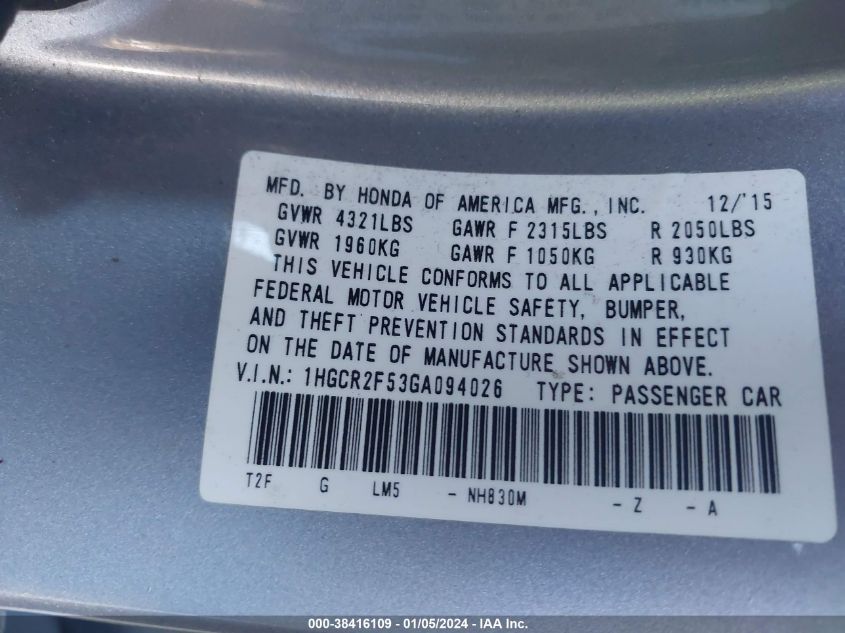 MFD. BY HONDA OF AMERICA MFG., INC. 12/'15
GVWR 4321LBS GAWR F 2315LBS R 2050LBS
GVWR 1960KG GAWR F 1050KG R 930KG
THIS VEHICLE CONFORMS TO ALL APPLICABLE
FEDERAL MOTOR VEHICLE SAFETY, BUMPER,
AND THEFT PREVENTION STANDARDS IN EFFECT
ON THE DATE OF MANUFACTURE SHOWN ABOVE.
V.I.N.: 1HGCR2F53GA094026 TYPE: PASSENGER CAR
T2F G LM5 - NH830M - Z - A
000-38416109 - 01/05/2024 - IAA Inc.